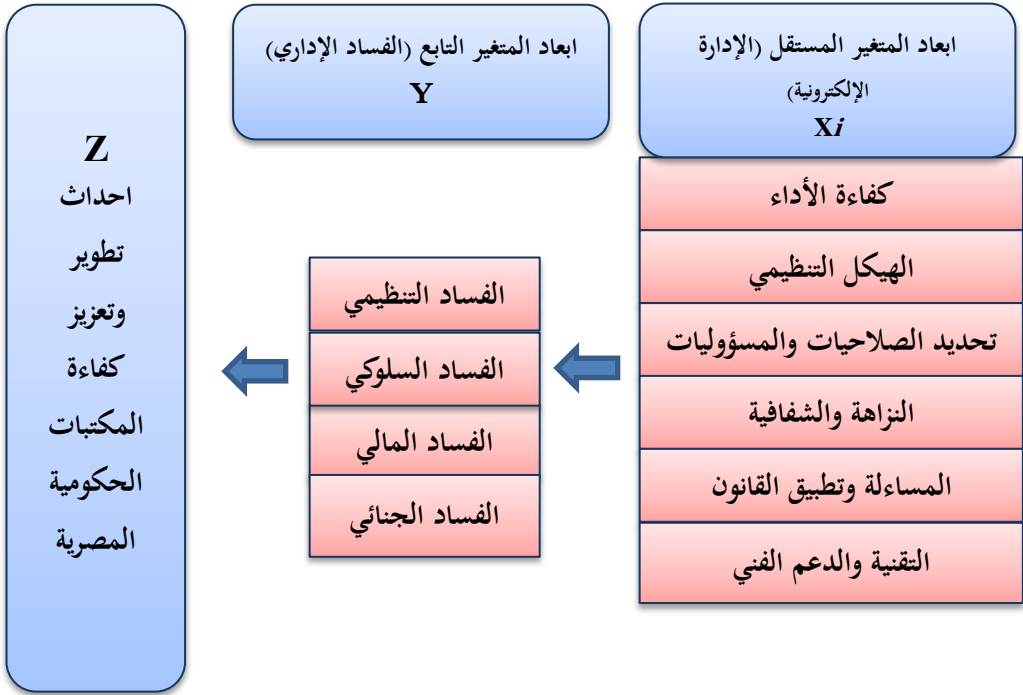 ابعاد المتغير المستقل (الإدارة
الإلكترونية)
Xi
كفاءة الأداء
الهيكل التنظيمي
تحديد الصلاحيات والمسؤوليات
النزاهة والشفافية
المساءلة وتطبيق القانون
التقنية والدعم الفني
ابعاد المتغير التابع (الفساد الإداري)
Y
الفساد التنظيمي
الفساد السلوكي
الفساد المالي
الفساد الجنائي
Z
احداث
تطوير
وتعزيز
كفاءة
المكتبات
الحكومية
المصرية